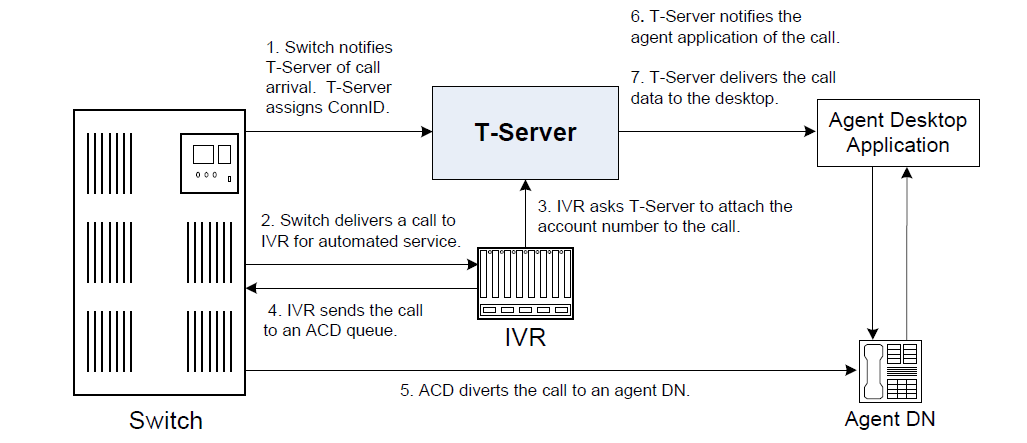 1. Switch notifies
T-Server of call
arrival.  T-Server
assigns ConnID.
6. T-Server notifies the
agent application of the call.
7. T-Server delivers the call
data to the desktop.
T-Server
Agent Desktop
Application
2. Switch delivers a call to
IVR for automated service.
3. IVR asks T-Server to attach the
account number to the call.
4. IVR sends the call
to an ACD queue.
IVR
5. ACD diverts the call to an agent DN.
Switch
Agent DN